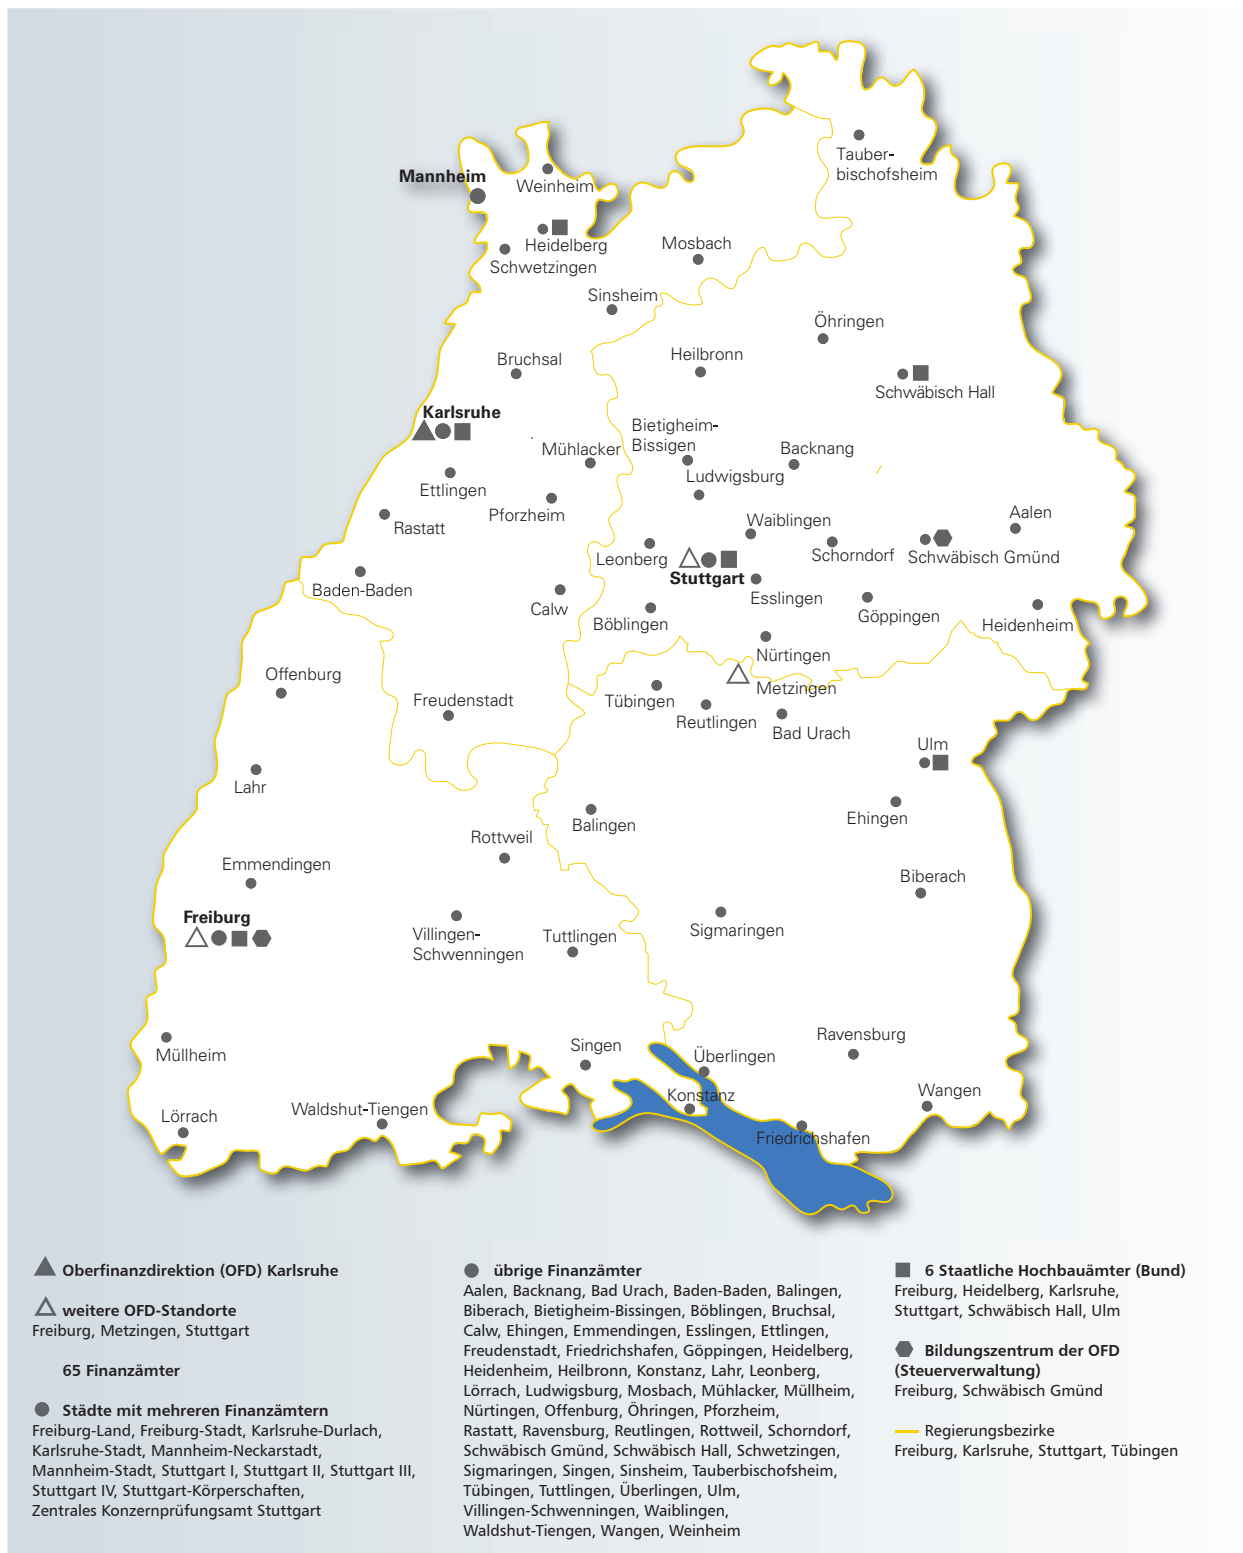 Tauber-
bischofsheim
Mannheim
Weinheim
Heidelberg
Schwetzingen
Mosbach
Sinsheim
Öhringen
Heilbronn
Bruchsal
Schwäbisch Hall
Karlsruhe
Bietigheim-
Bissigen
Mühlacker
Backnang
Ludwigsburg
Ettlingen
Pforzheim
Rastatt
Waiblingen
Aalen
Leonberg
Schorndorf
Schwäbisch Gmünd
Stuttgart
Baden-Baden
Calw
Esslingen
Böblingen
Göppingen
Heidenheim
Nürtingen
Offenburg
Metzingen
Freudenstadt
Tübingen
Reutlingen
Bad Urach
Ulm
Lahr
Ehingen
Balingen
Rottweil
Emmendingen
Biberach
Freiburg
Villingen-
Schwenningen
Tuttlingen
Sigmaringen
Ravensburg
Müllheim
Singen
Überlingen
Konstanz
Wangen
Waldshut-Tiengen
Lörrach
Friedrichshafen
Oberfinanzdirektion (OFD) Karlsruhe
weitere OFD-Standorte
Freiburg, Metzingen, Stuttgart
65 Finanzämter
Städte mit mehreren Finanzämtern
Freiburg-Land, Freiburg-Stadt, Karlsruhe-Durlach,
Karlsruhe-Stadt, Mannheim-Neckarstadt,
Mannheim-Stadt, Stuttgart I, Stuttgart II, Stuttgart III,
Stuttgart IV, Stuttgart-Körperschaften,
Zentrales Konzernprüfungsamt Stuttgart
übrige Finanzämter
Aalen, Backnang, Bad Urach, Baden-Baden, Balingen,
Biberach, Bietigheim-Bissingen, Böblingen, Bruchsal,
Calw, Ehingen, Emmendingen, Esslingen, Ettlingen,
Freudenstadt, Friedrichshafen, Göppingen, Heidelberg,
Heidenheim, Heilbronn, Konstanz, Lahr, Leonberg,
Lörrach, Ludwigsburg, Mosbach, Mühlacker, Müllheim,
Nürtingen, Offenburg, Öhringen, Pforzheim,
Rastatt, Ravensburg, Reutlingen, Rottweil, Schorndorf,
Schwäbisch Gmünd, Schwäbisch Hall, Schwetzingen,
Sigmaringen, Singen, Sinsheim, Tauberbischofsheim,
Tübingen, Tuttlingen, Überlingen, Ulm,
Villingen-Schwenningen, Waiblingen,
Waldshut-Tiengen, Wangen, Weinheim
6 Staatliche Hochbauämter (Bund)
Freiburg, Heidelberg, Karlsruhe,
Stuttgart, Schwäbisch Hall, Ulm
Bildungszentrum der OFD
(Steuerverwaltung)
Freiburg, Schwäbisch Gmünd
Regierungsbezirke
Freiburg, Karlsruhe, Stuttgart, Tübingen